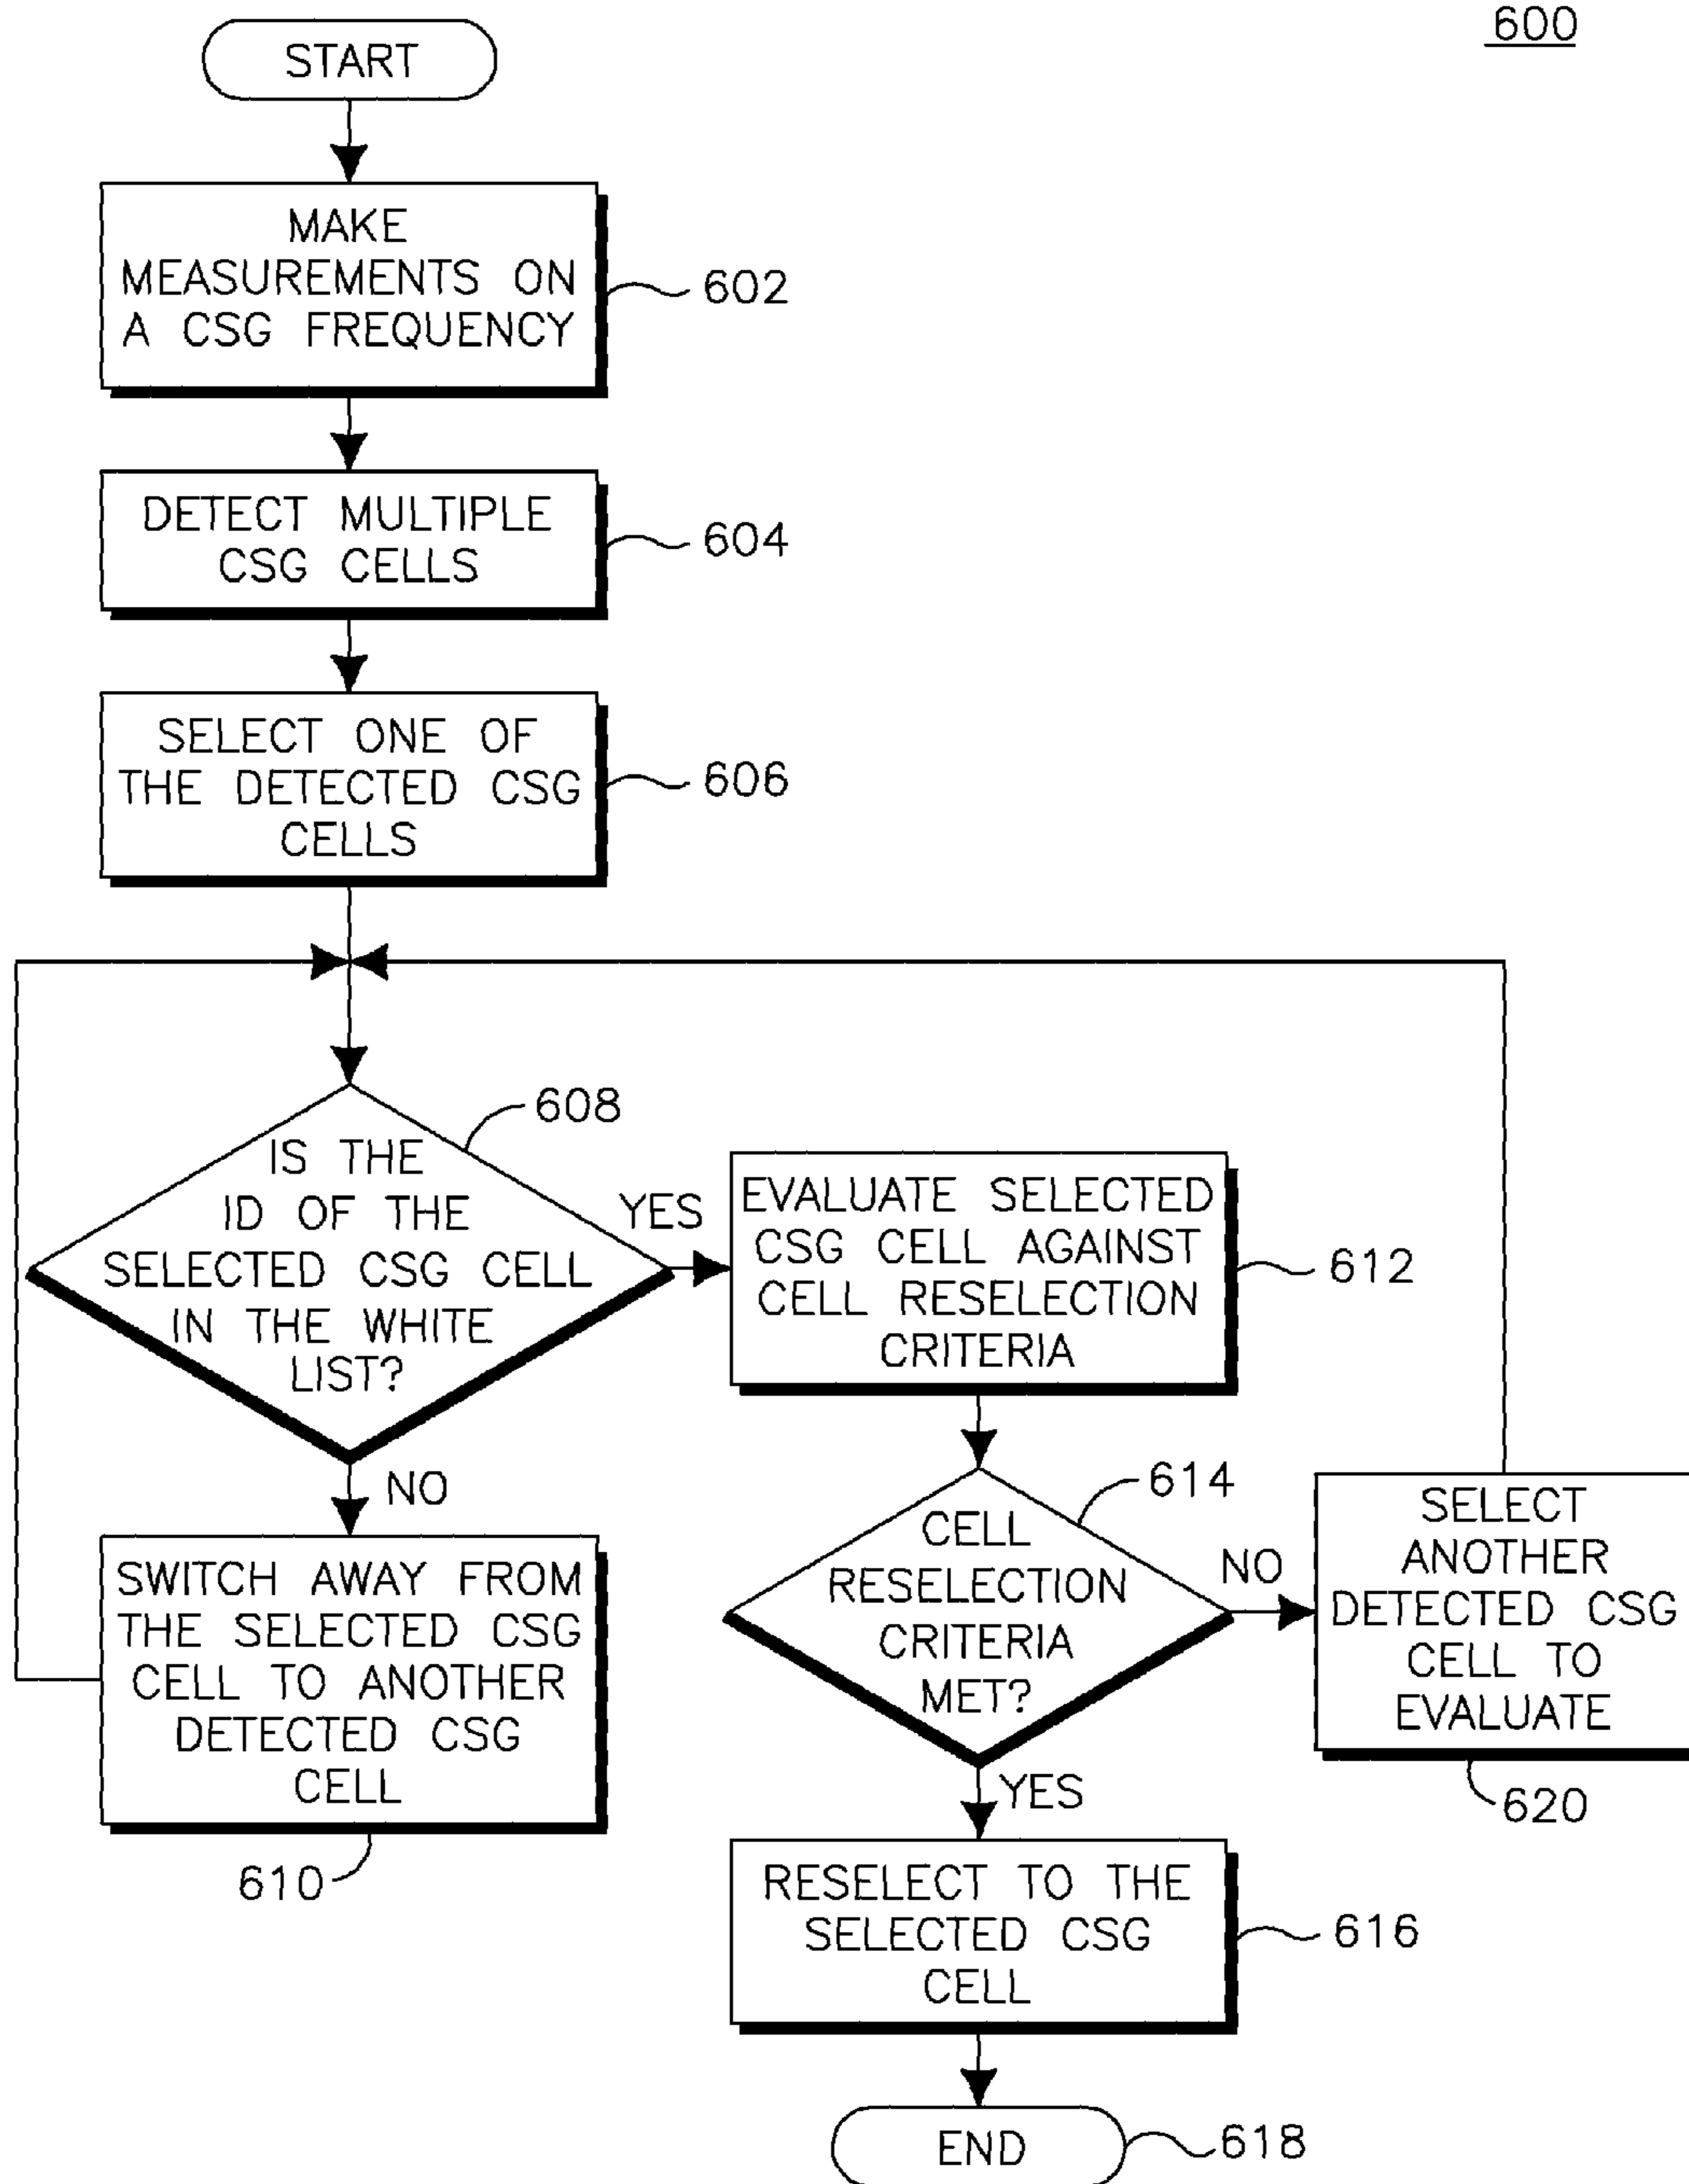 600
START
MAKE
MEASUREMENTS ON
A CSG FREQUENCY
602
DETECT MULTIPLE
CSG CELLS
604
SELECT ONE OF
THE DETECTED CSG
CELLS
606
IS THE
ID OF THE
SELECTED CSG CELL
IN THE WHITE
LIST?
608
YES
NO
SWITCH AWAY FROM
THE SELECTED CSG
CELL TO ANOTHER
DETECTED CSG
CELL
610
EVALUATE SELECTED
CSG CELL AGAINST
CELL RESELECTION
CRITERIA
612
CELL
RESELECTION
CRITERIA
MET?
614
NO
SELECT
ANOTHER
DETECTED CSG
CELL TO
EVALUATE
620
YES
RESELECT TO THE
SELECTED CSG
CELL
616
END
618